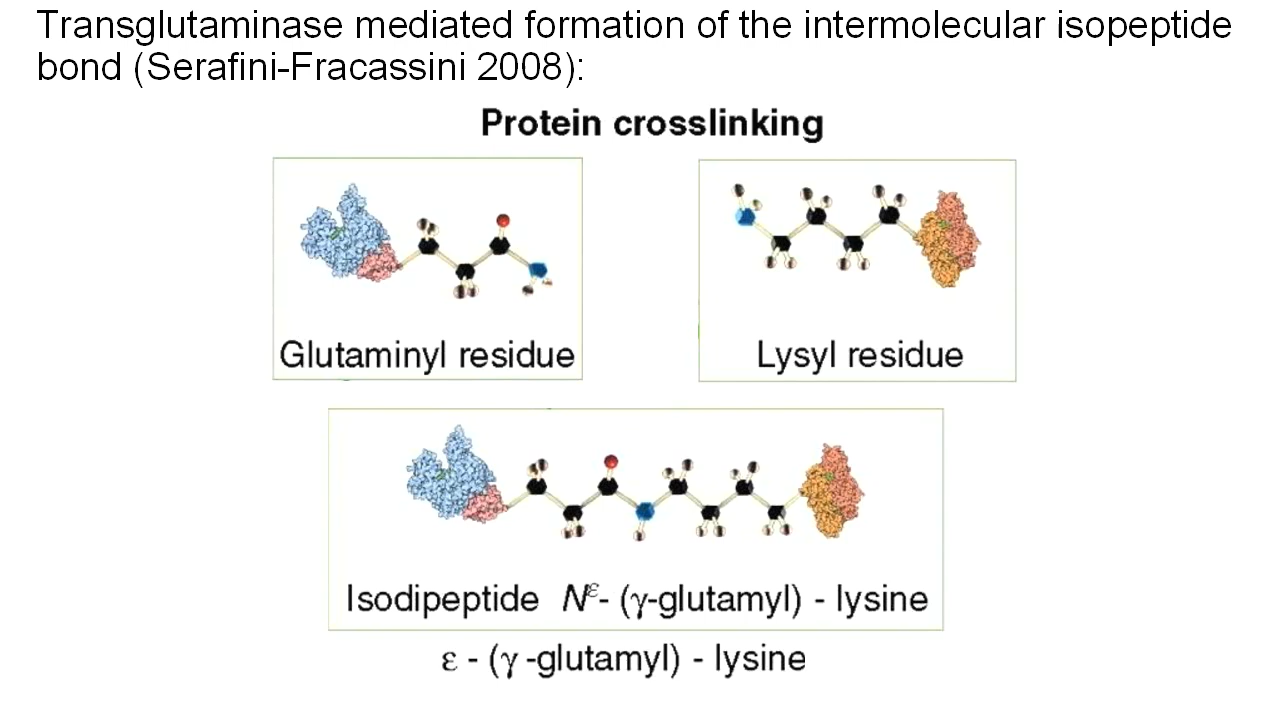 Transglutaminase mediated formation of the intermolecular isopeptide
bond (Serafini-Fracassini 2008):
Protein crosslinking
Glutaminyl residue
Lysyl residue
Isodipeptide Nε- (γ-glutamyl) - lysine
ε - (γ -glutamyl) - lysine